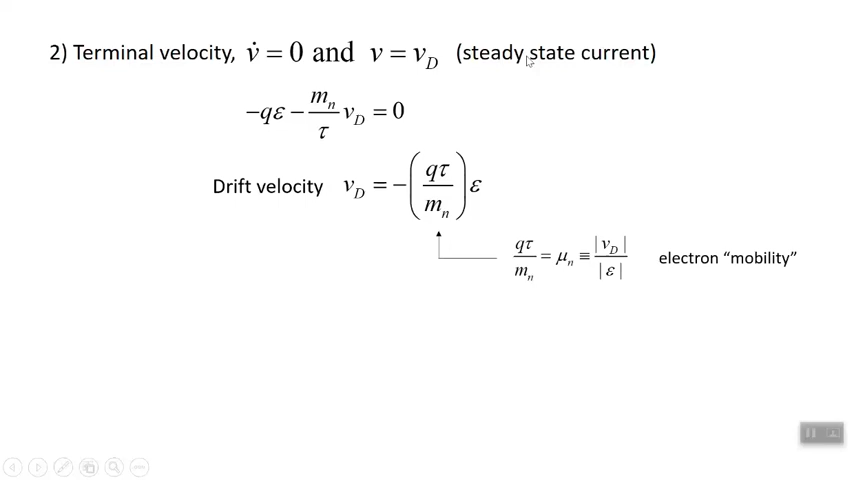 2) Terminal velocity, v̇ = 0 and v = v_D (steady state current)
−qε − (m_n/τ) v_D = 0
Drift velocity v_D = −(qτ/m_n) ε
qτ/m_n = μ_n ≡ |v_D|/|ε| electron “mobility”